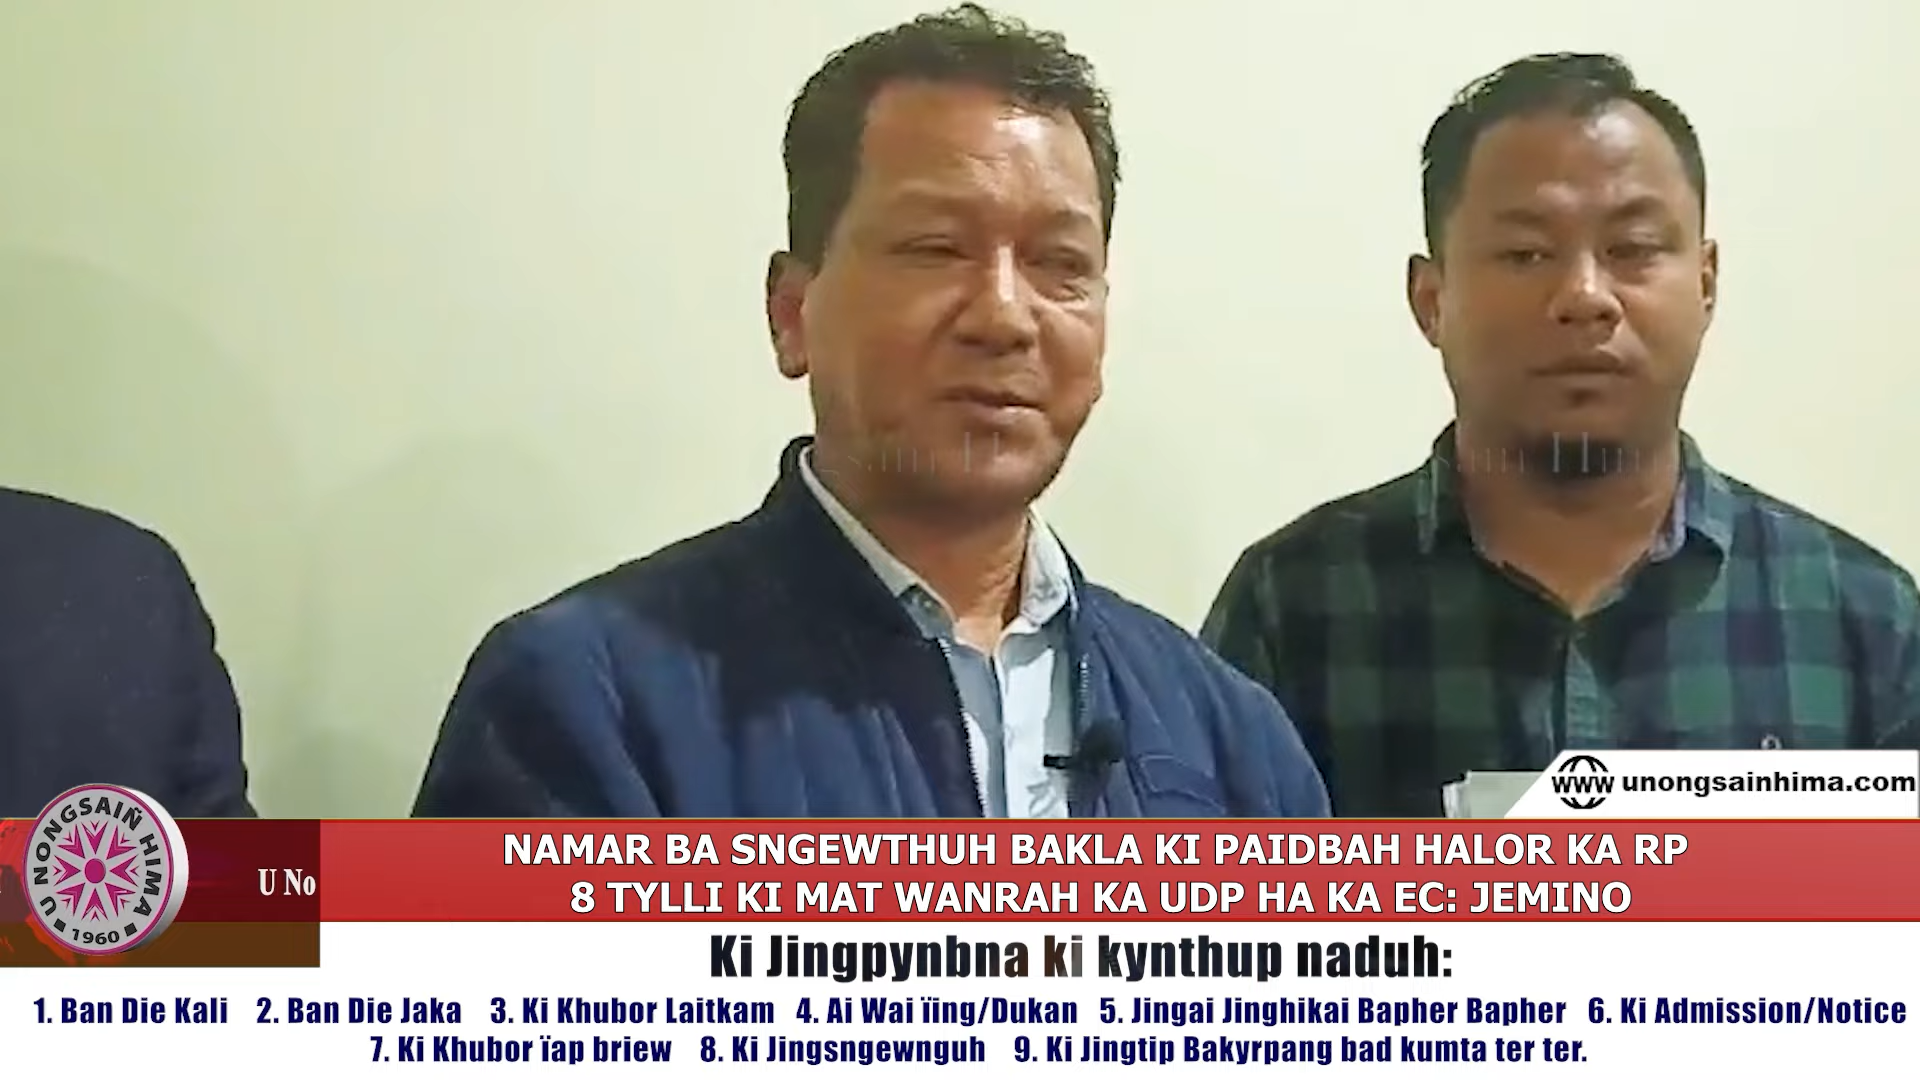 www unongsainhima.com
U NONGSAIÑ HIMA
1960
U No
NAMAR BA SNGEWTHUH BAKLA KI PAIDBAH HALOR KA RP
8 TYLLI KI MAT WANRAH KA UDP HA KA EC: JEMINO
Ki Jingpynbna ki kynthup naduh:
1. Ban Die Kali 2. Ban Die Jaka 3. Ki Khubor Laitkam 4. Ai Wai ïing/Dukan 5. Jingai Jinghikai Bapher Bapher 6. Ki Admission/Notice
7. Ki Khubor ïap briew 8. Ki Jingsngewnguh 9. Ki Jingtip Bakyrpang bad kumta ter ter.